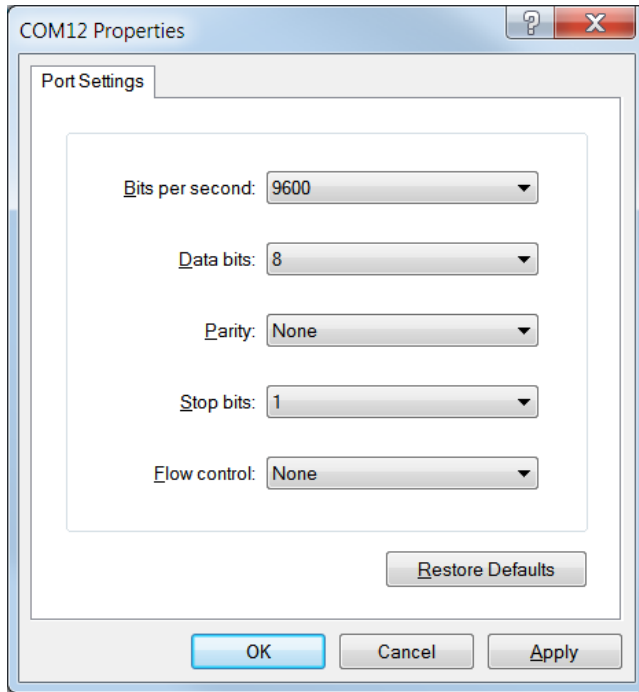 COM12 Properties
Port Settings
Bits per second: 9600
Data bits: 8
Parity: None
Stop bits: 1
Flow control: None
Restore Defaults
OK Cancel Apply